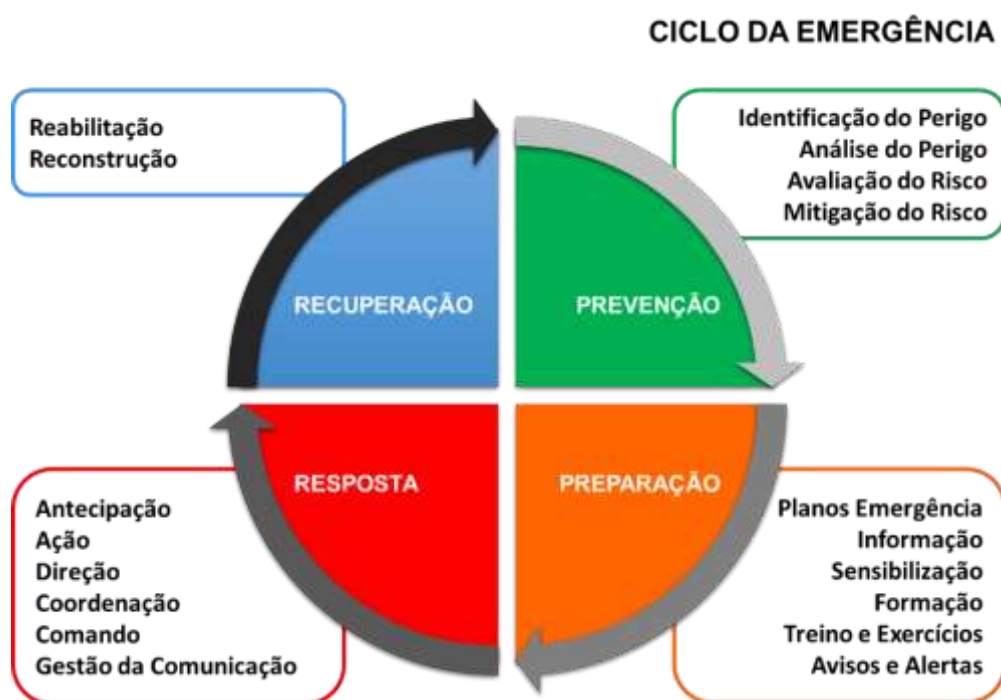 CICLO DA EMERGÊNCIA
Reabilitação
Reconstrução
Identificação do Perigo
Análise do Perigo
Avaliação do Risco
Mitigação do Risco
RECUPERAÇÃO
PREVENÇÃO
RESPOSTA
PREPARAÇÃO
Antecipação
Ação
Direção
Coordenação
Comando
Gestão da Comunicação
Planos Emergência
Informação
Sensibilização
Formação
Treino e Exercícios
Avisos e Alertas